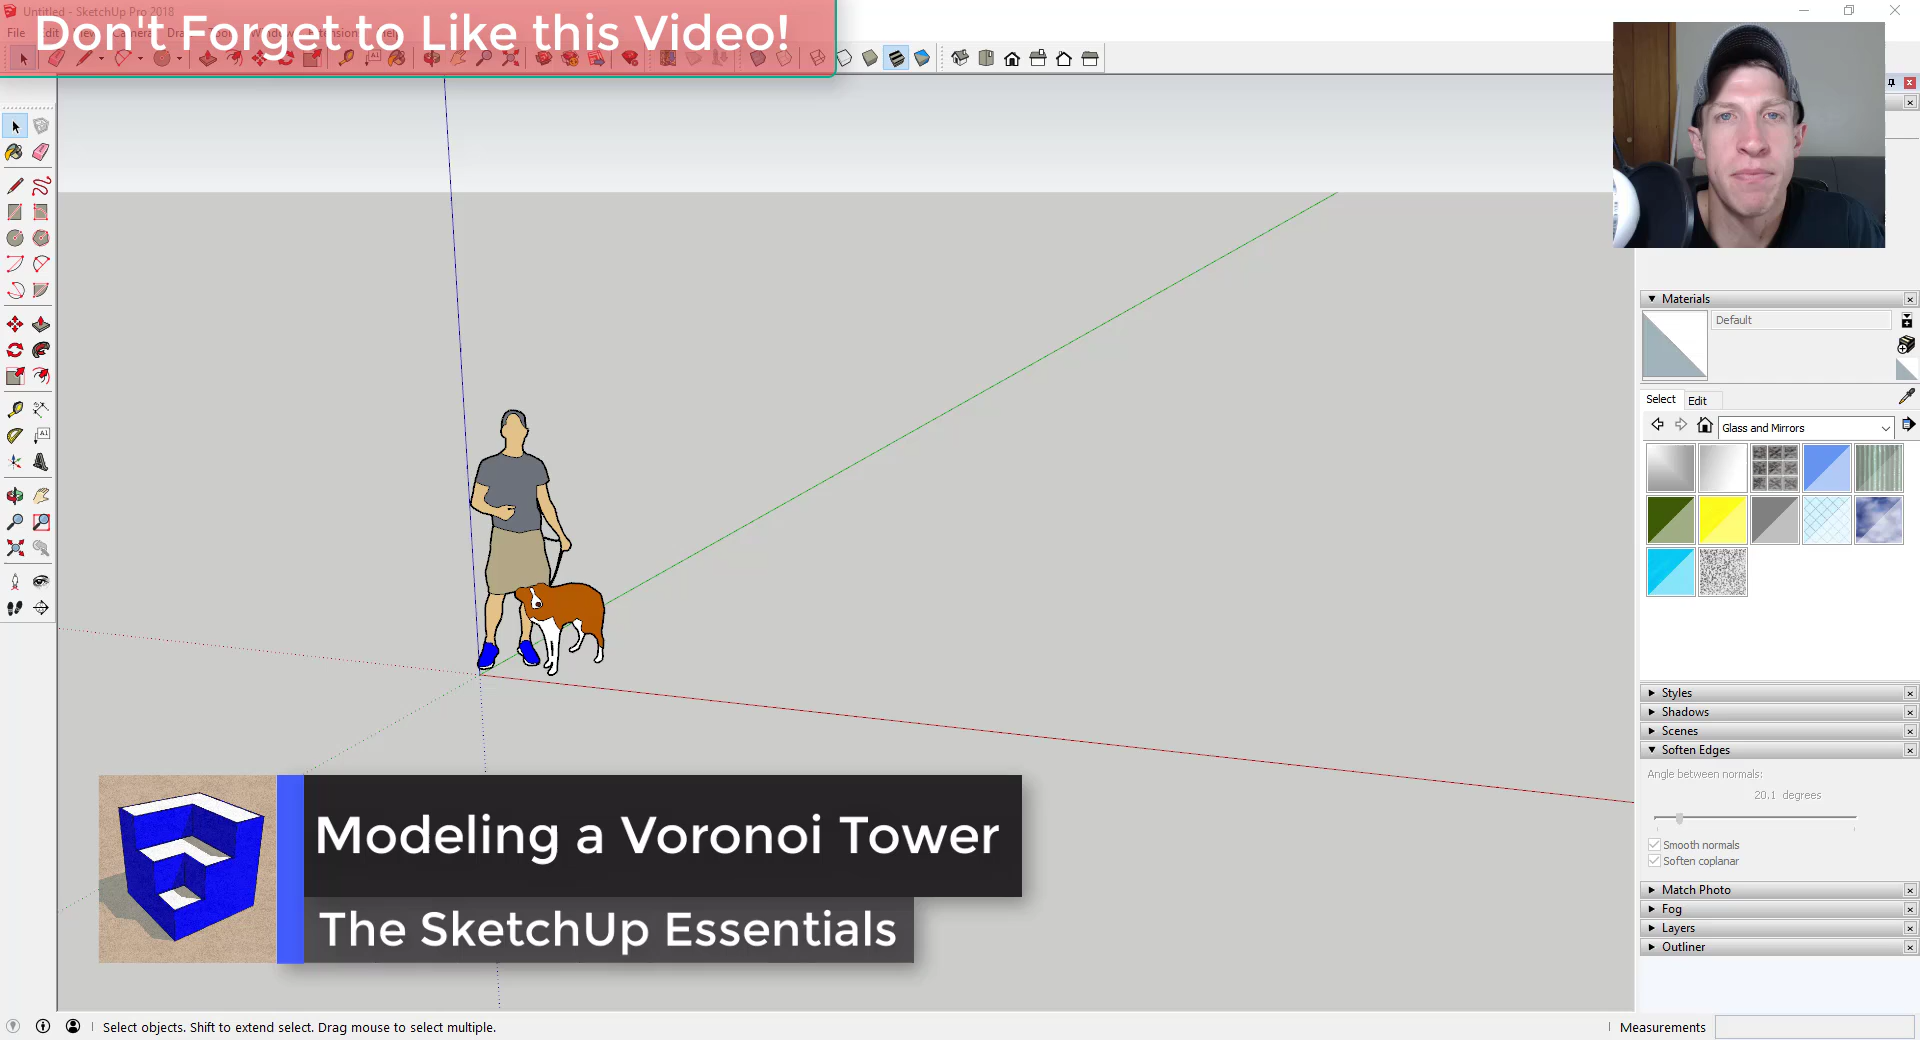 Untitled - SketchUp Pro 2018
Don't Forget to Like this Video!
File
Materials
Default
Select Edit
Glass and Mirrors
Styles
Shadows
Scenes
Soften Edges
Angle between normals:
20.1 degrees
Smooth normals
Soften coplanar
Match Photo
Fog
Layers
Outliner
Modeling a Voronoi Tower
The SketchUp Essentials
Select objects. Shift to extend select. Drag mouse to select multiple.
Measurements